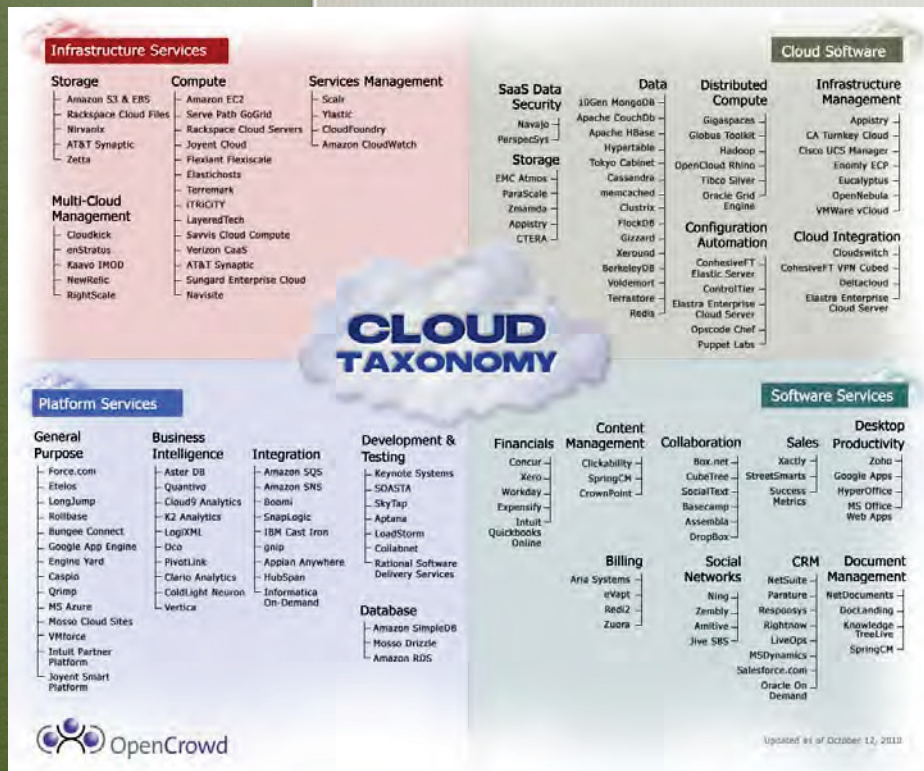 Infrastructure Services
Storage
Amazon S3 & EBS
Rackspace Cloud Files
Nirvanix
AT&T Synaptic
Zetta
Multi-Cloud
Management
Cloudkick
enStratus
Kaavo IMOD
NewRelic
RightScale
Compute
Amazon EC2
Serve Path GoGrid
Rackspace Cloud Servers
Joyent Cloud
Flexiant Flexiscale
Elastichosts
Terremark
iTRICITY
LayeredTech
Savvis Cloud Compute
Verizon CaaS
AT&T Synaptic
Sungard Enterprise Cloud
Navisite
Services Management
Scalr
Ylastic
CloudFoundry
Amazon CloudWatch
Cloud Software
SaaS Data
Security
Navajo
PerspecSys
Storage
EMC Atmos
ParaScale
Zmamda
Appistry
CTERA
Data
10Gen MongoDB
Apache CouchDb
Apache HBase
Hypertable
Tokyo Cabinet
Cassandra
memcached
Clustrix
FlockDB
Gizzard
Xeround
BerkeleyDB
Voldemort
Terrastore
Redis
Distributed
Compute
Gigaspaces
Globus Toolkit
Hadoop
OpenCloud Rhino
Tibco Silver
Oracle Grid
Engine
Configuration
Automation
CohesiveFT
Elastic Server
ControlTier
Elastra Enterprise
Cloud Server
Opscode Chef
Puppet Labs
Infrastructure
Management
Appistry
CA Turnkey Cloud
Cisco UCS Manager
Enomly ECP
Eucalyptus
OpenNebula
VMWare vCloud
Cloud Integration
Cloudswitch
CohesiveFT VPN Cubed
Deltacloud
Elastra Enterprise
Cloud Server
CLOUD
TAXONOMY
Platform Services
General
Purpose
Force.com
Etelos
LongJump
Rollbase
Bungee Connect
Google App Engine
Engine Yard
Caspio
Qrimp
MS Azure
Mosso Cloud Sites
VMforce
Intuit Partner
Platform
Joyent Smart
Platform
Business
Intelligence
Aster DB
Quantivo
Cloud9 Analytics
K2 Analytics
LogiXML
Oco
PivotLink
Clario Analytics
ColdLight Neuron
Vertica
Integration
Amazon SQS
Amazon SNS
Boomi
SnapLogic
IBM Cast Iron
gnip
Appian Anywhere
HubSpan
Informatica
On-Demand
Development &
Testing
Keynote Systems
SOASTA
SkyTap
Aptana
LoadStorm
Collabnet
Rational Software
Delivery Services
Database
Amazon SimpleDB
Mosso Drizzle
Amazon RDS
Software Services
Financials
Concur
Xero
Workday
Expensify
Intuit
Quickbooks
Online
Content
Management
Clickability
SpringCM
CrownPoint
Collaboration
Box.net
CubeTree
SocialText
Basecamp
Assembla
DropBox
Sales
Xactly
StreetSmarts
Success
Metrics
Desktop
Productivity
Zoho
Google Apps
HyperOffice
MS Office
Web Apps
Billing
Aria Systems
eVapt
Redi2
Zuora
Social
Networks
Ning
Zembly
Amitive
Jive SBS
CRM
NetSuite
Parature
Responsys
Rightnow
LiveOps
MSDynamics
Salesforce.com
Oracle On
Demand
Document
Management
NetDocuments
DocLanding
Knowledge
TreeLive
SpringCM
OpenCrowd
Updated as of October 12, 2010